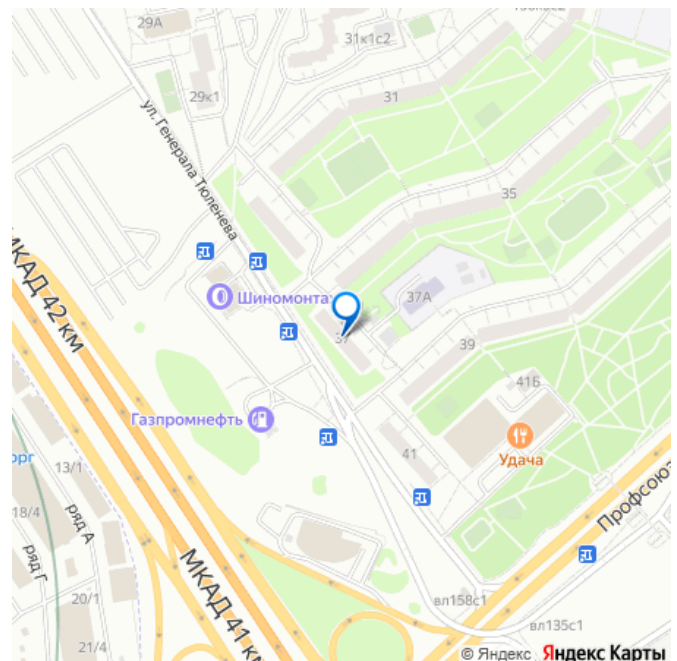 29А
31к1с2
29к1
31
ул. Генерала Тюленева
35
МКАД 42 км
Шиномонтаж
37А
37
39
41Б
Газпромнефть
Удача
41
13/1
18/4
ряд А
ряд Г
Профсоюз
20/1
МКАД 41 км
вл158с1
вл135с1
21/4
© Яндекс Яндекс Карты